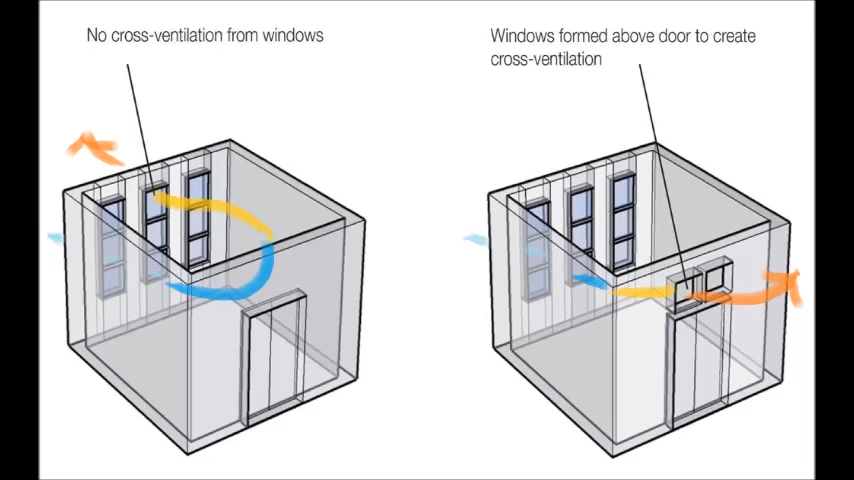 No cross-ventilation from windows
Windows formed above door to create
cross-ventilation